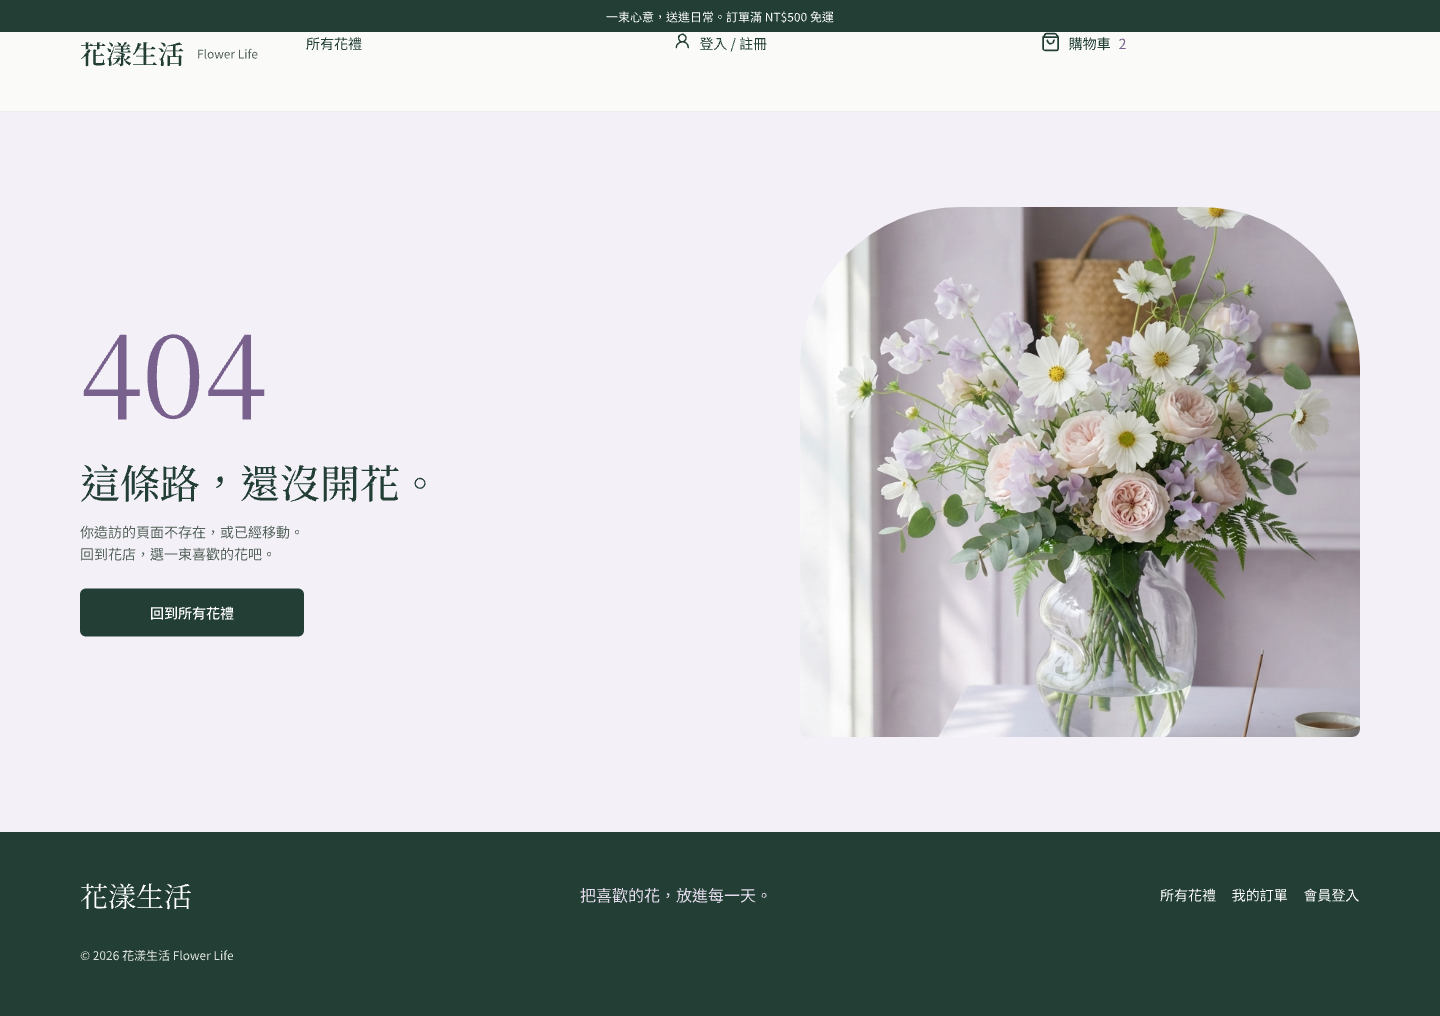 一束心意，送進日常。訂單滿 NT$500 免運
花漾生活 Flower Life 所有花禮 登入 / 註冊 購物車 2
404
這條路，還沒開花。
你造訪的頁面不存在，或已經移動。
回到花店，選一束喜歡的花吧。
回到所有花禮
花漾生活 把喜歡的花，放進每一天。 所有花禮 我的訂單 會員登入
© 2026 花漾生活 Flower Life